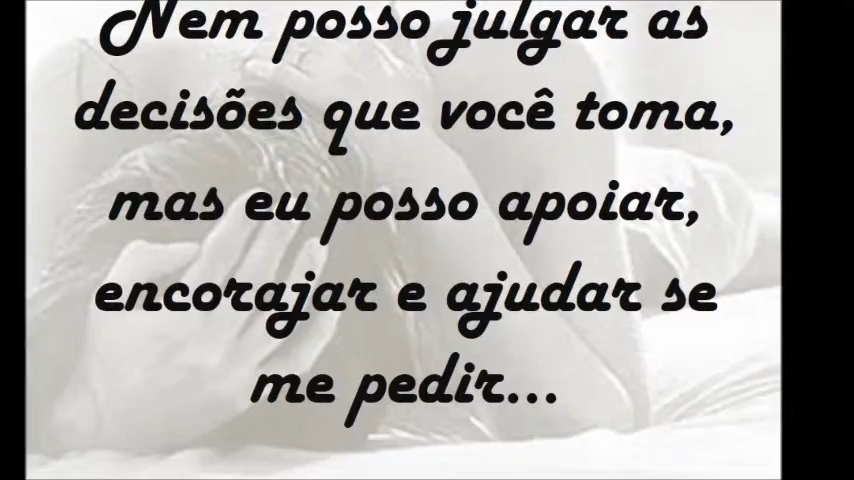 Nem posso julgar as
decisões que você toma,
mas eu posso apoiar,
encorajar e ajudar se
me pedir...